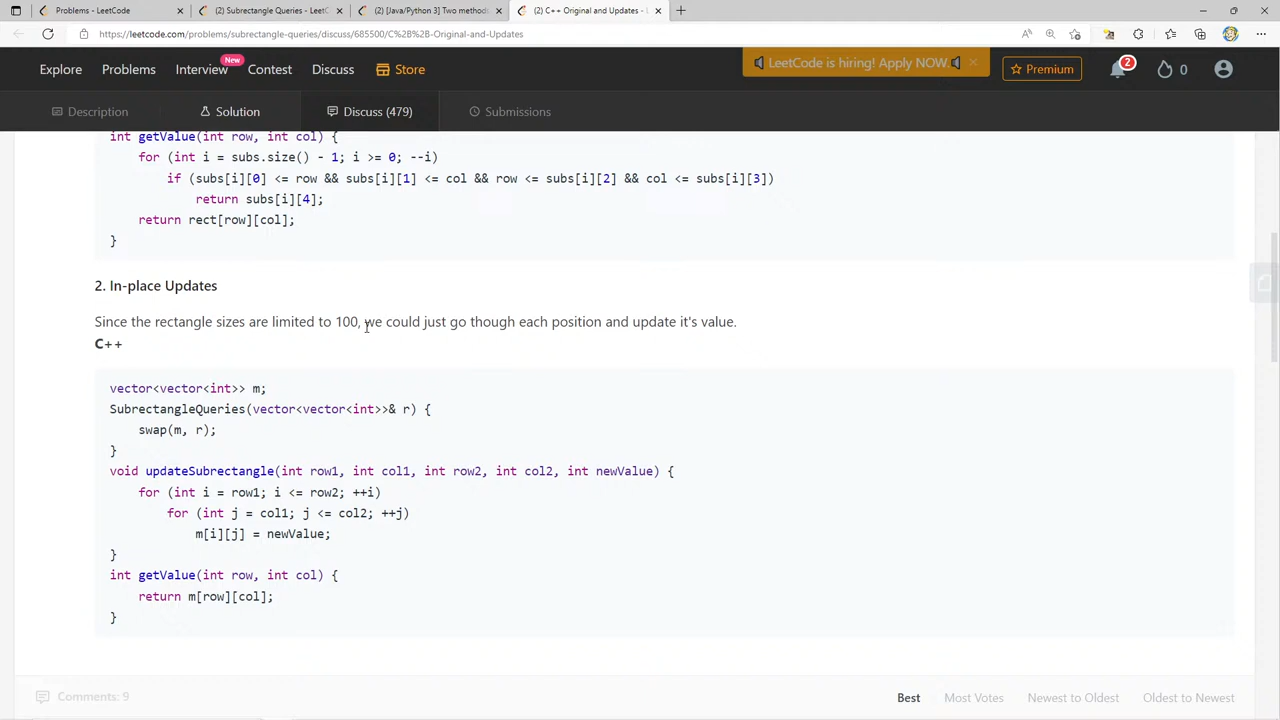 Problems - LeetCode
(2) Subrectangle Queries - LeetC
(2) [Java/Python 3] Two method
(2) C++ Original and Updates - L
https://leetcode.com/problems/subrectangle-queries/discuss/685500/C%2B%2B-Original-and-Updates
Explore Problems Interview New Contest Discuss Store
LeetCode is hiring! Apply NOW.
Premium 2 0
Description Solution Discuss (479) Submissions
int getValue(int row, int col) {
for (int i = subs.size() - 1; i >= 0; --i)
if (subs[i][0] <= row && subs[i][1] <= col && row <= subs[i][2] && col <= subs[i][3])
return subs[i][4];
return rect[row][col];
}
2. In-place Updates
Since the rectangle sizes are limited to 100, we could just go though each position and update it's value.
C++
vector<vector<int>> m;
SubrectangleQueries(vector<vector<int>>& r) {
swap(m, r);
}
void updateSubrectangle(int row1, int col1, int row2, int col2, int newValue) {
for (int i = row1; i <= row2; ++i)
for (int j = col1; j <= col2; ++j)
m[i][j] = newValue;
}
int getValue(int row, int col) {
return m[row][col];
}
Comments: 9
Best Most Votes Newest to Oldest Oldest to Newest